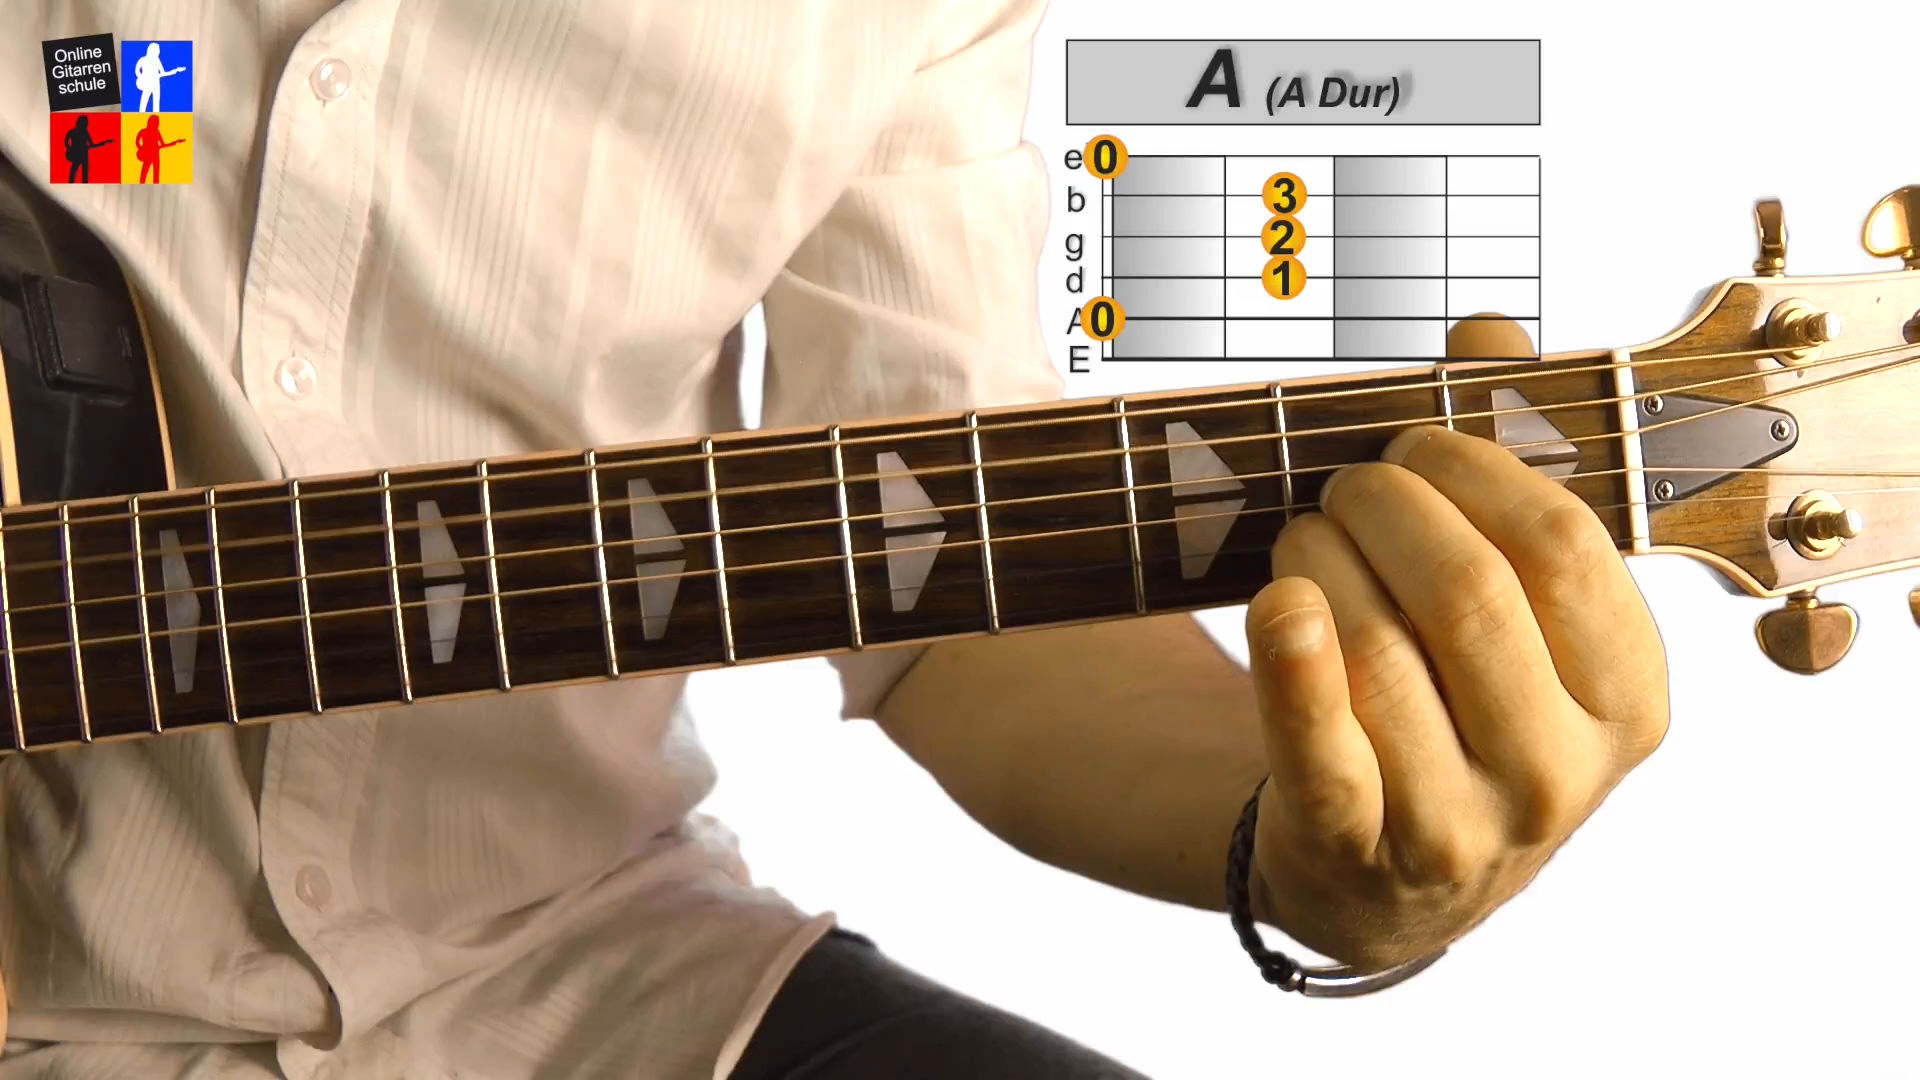 Online
Gitarren
schule
A (A Dur)
e 0
b 3
g 2
d 1
A 0
E